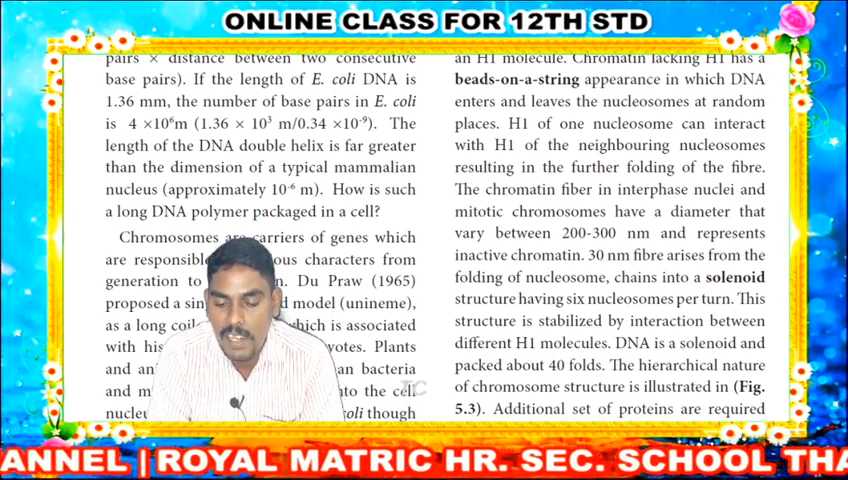 ONLINE CLASS FOR 12TH STD
pairs × distance between two consecutive
base pairs). If the length of E. coli DNA is
1.36 mm, the number of base pairs in E. coli
is 4 ×10⁶m (1.36 × 10³ m/0.34 ×10⁻⁹). The
length of the DNA double helix is far greater
than the dimension of a typical mammalian
nucleus (approximately 10⁻⁶ m). How is such
a long DNA polymer packaged in a cell?
Chromosomes are carriers of genes which
are responsible ous characters from
generation to n. Du Praw (1965)
proposed a sin d model (unineme),
as a long coil which is associated
with his votes. Plants
and an an bacteria
and m nto the cell
nucle coli though
an H1 molecule. Chromatin lacking H1 has a
beads-on-a-string appearance in which DNA
enters and leaves the nucleosomes at random
places. H1 of one nucleosome can interact
with H1 of the neighbouring nucleosomes
resulting in the further folding of the fibre.
The chromatin fiber in interphase nuclei and
mitotic chromosomes have a diameter that
vary between 200-300 nm and represents
inactive chromatin. 30 nm fibre arises from the
folding of nucleosome, chains into a solenoid
structure having six nucleosomes per turn. This
structure is stabilized by interaction between
different H1 molecules. DNA is a solenoid and
packed about 40 folds. The hierarchical nature
of chromosome structure is illustrated in (Fig.
5.3). Additional set of proteins are required
ANNEL | ROYAL MATRIC HR. SEC. SCHOOL THA